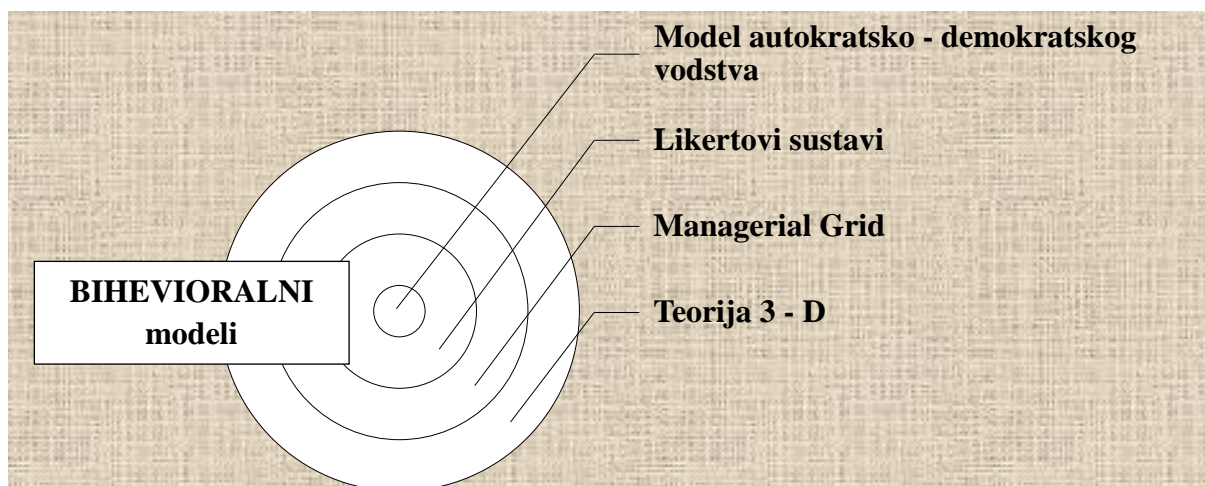 Model autokratsko - demokratskog
vodstva
Likertovi sustavi
Managerial Grid
BIHEVIORALNI
modeli
Teorija 3 - D